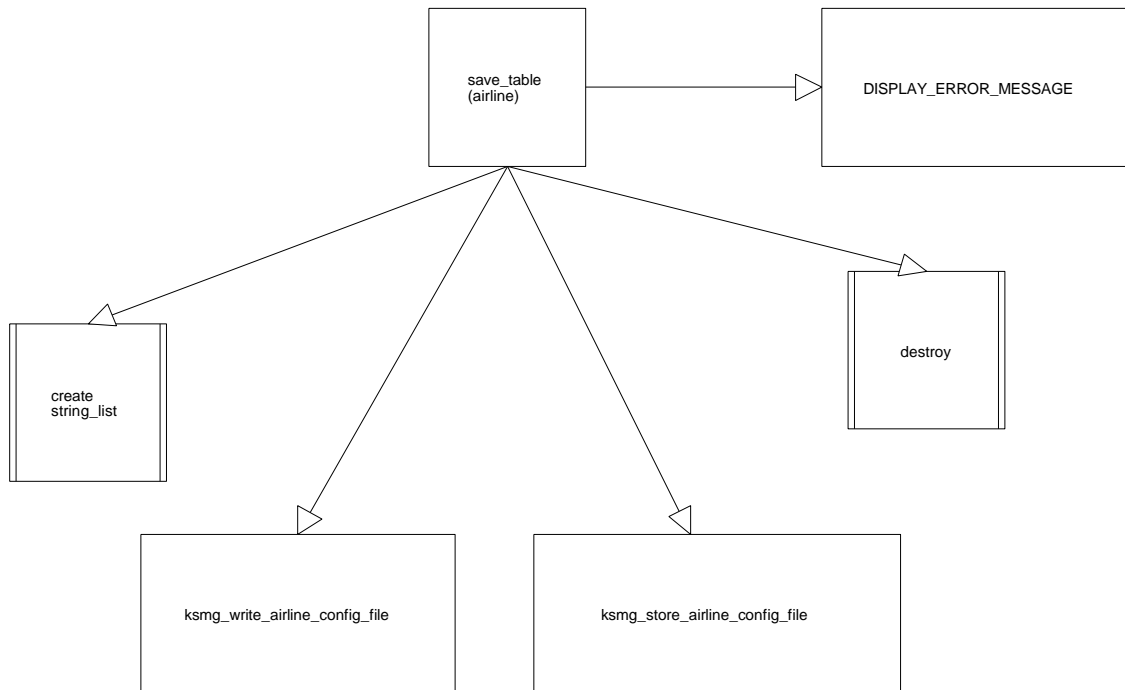 save_table
(airline)
DISPLAY_ERROR_MESSAGE
destroy
create
string_list
ksmg_write_airline_config_file
ksmg_store_airline_config_file